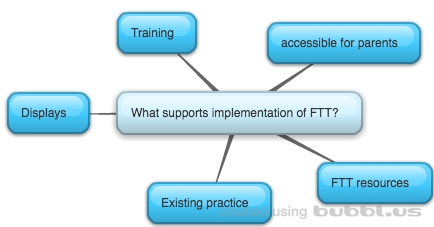 Training
accessible for parents
Displays
What supports implementation of FTT?
FTT resources
Existing practice
using bubbl.us